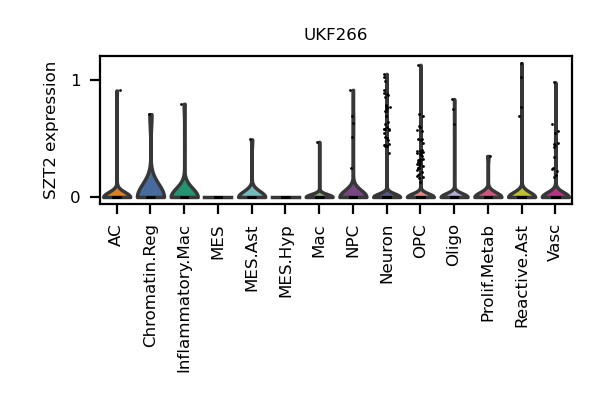 UKF266
SZT2 expression
1
0
AC
Chromatin.Reg
Inflammatory.Mac
MES
MES.Ast
MES.Hyp
Mac
NPC
Neuron
OPC
Oligo
Prolif.Metab
Reactive.Ast
Vasc